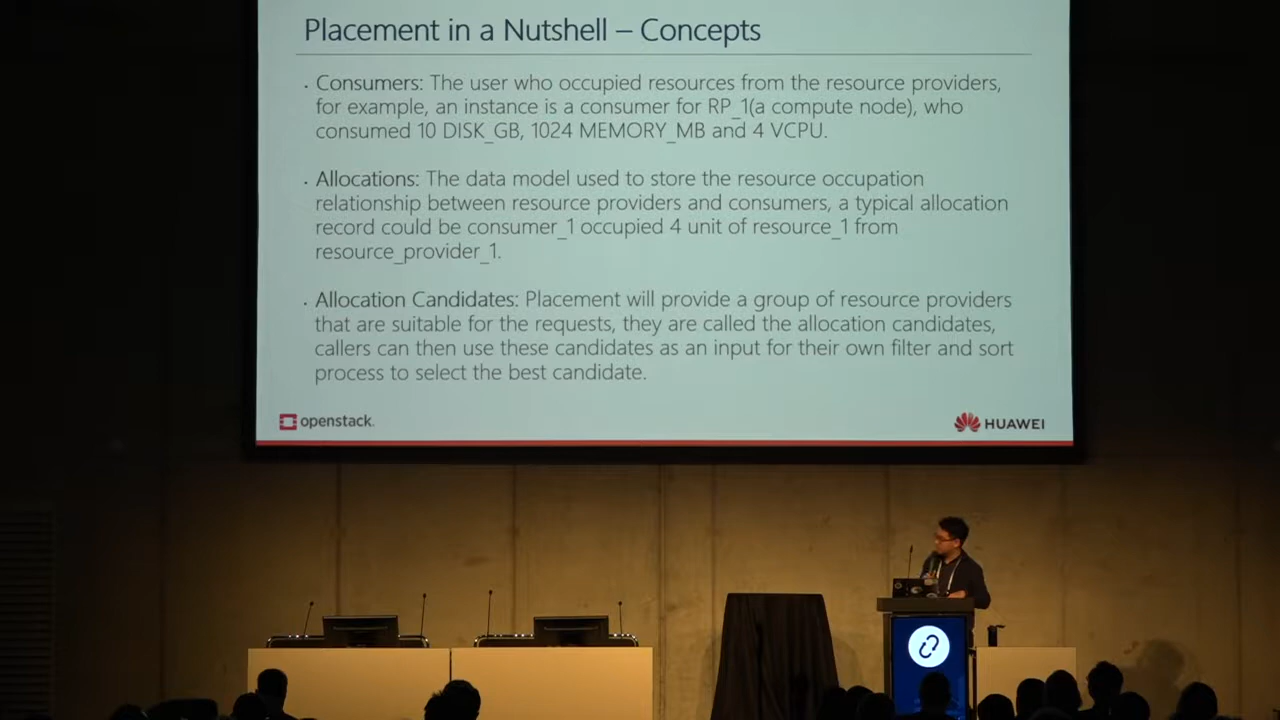 Placement in a Nutshell – Concepts
. Consumers: The user who occupied resources from the resource providers,
for example, an instance is a consumer for RP_1(a compute node), who
consumed 10 DISK_GB, 1024 MEMORY_MB and 4 VCPU.
. Allocations: The data model used to store the resource occupation
relationship between resource providers and consumers, a typical allocation
record could be consumer_1 occupied 4 unit of resource_1 from
resource_provider_1.
. Allocation Candidates: Placement will provide a group of resource providers
that are suitable for the requests, they are called the allocation candidates,
callers can then use these candidates as an input for their own filter and sort
process to select the best candidate.
openstack.
HUAWEI